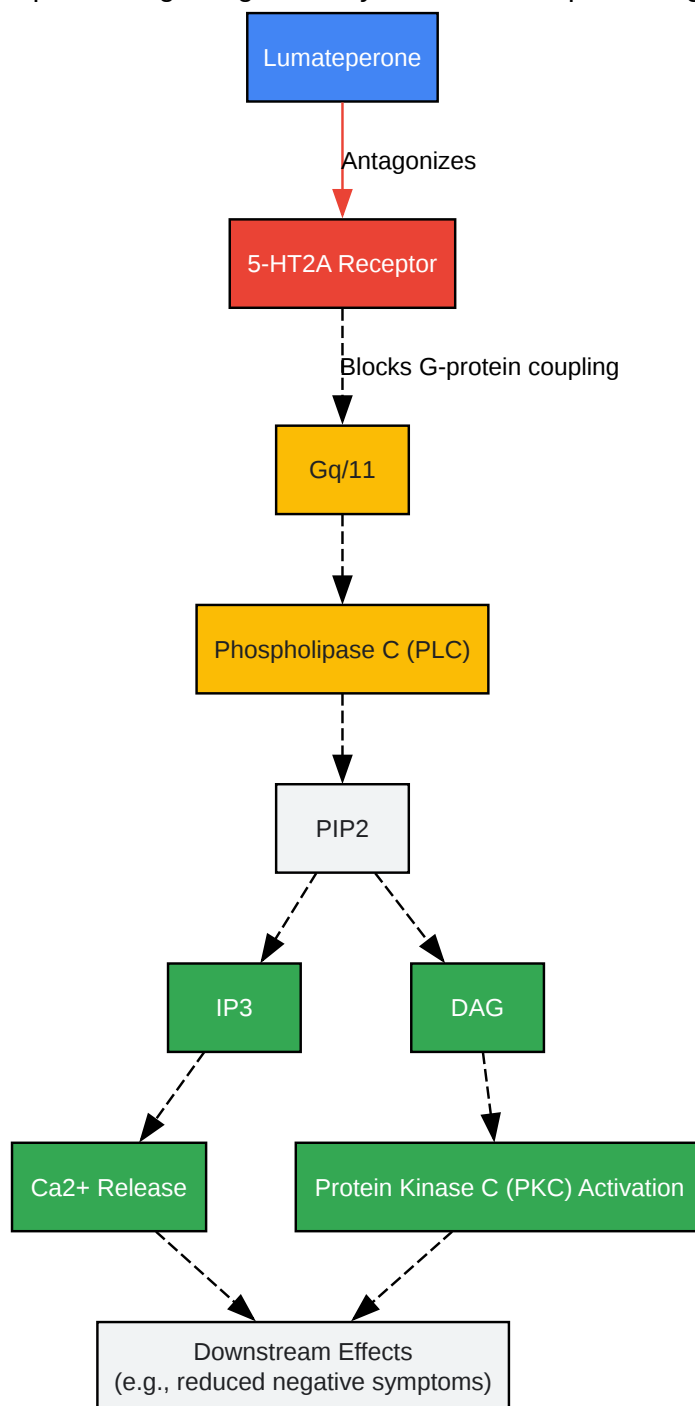 Lumateperone
Antagonizes
5-HT2A Receptor
Blocks G-protein coupling
Gq/11
Phospholipase C (PLC)
PIP2
IP3
DAG
Ca2+ Release
Protein Kinase C (PKC) Activation
Downstream Effects
(e.g., reduced negative symptoms)